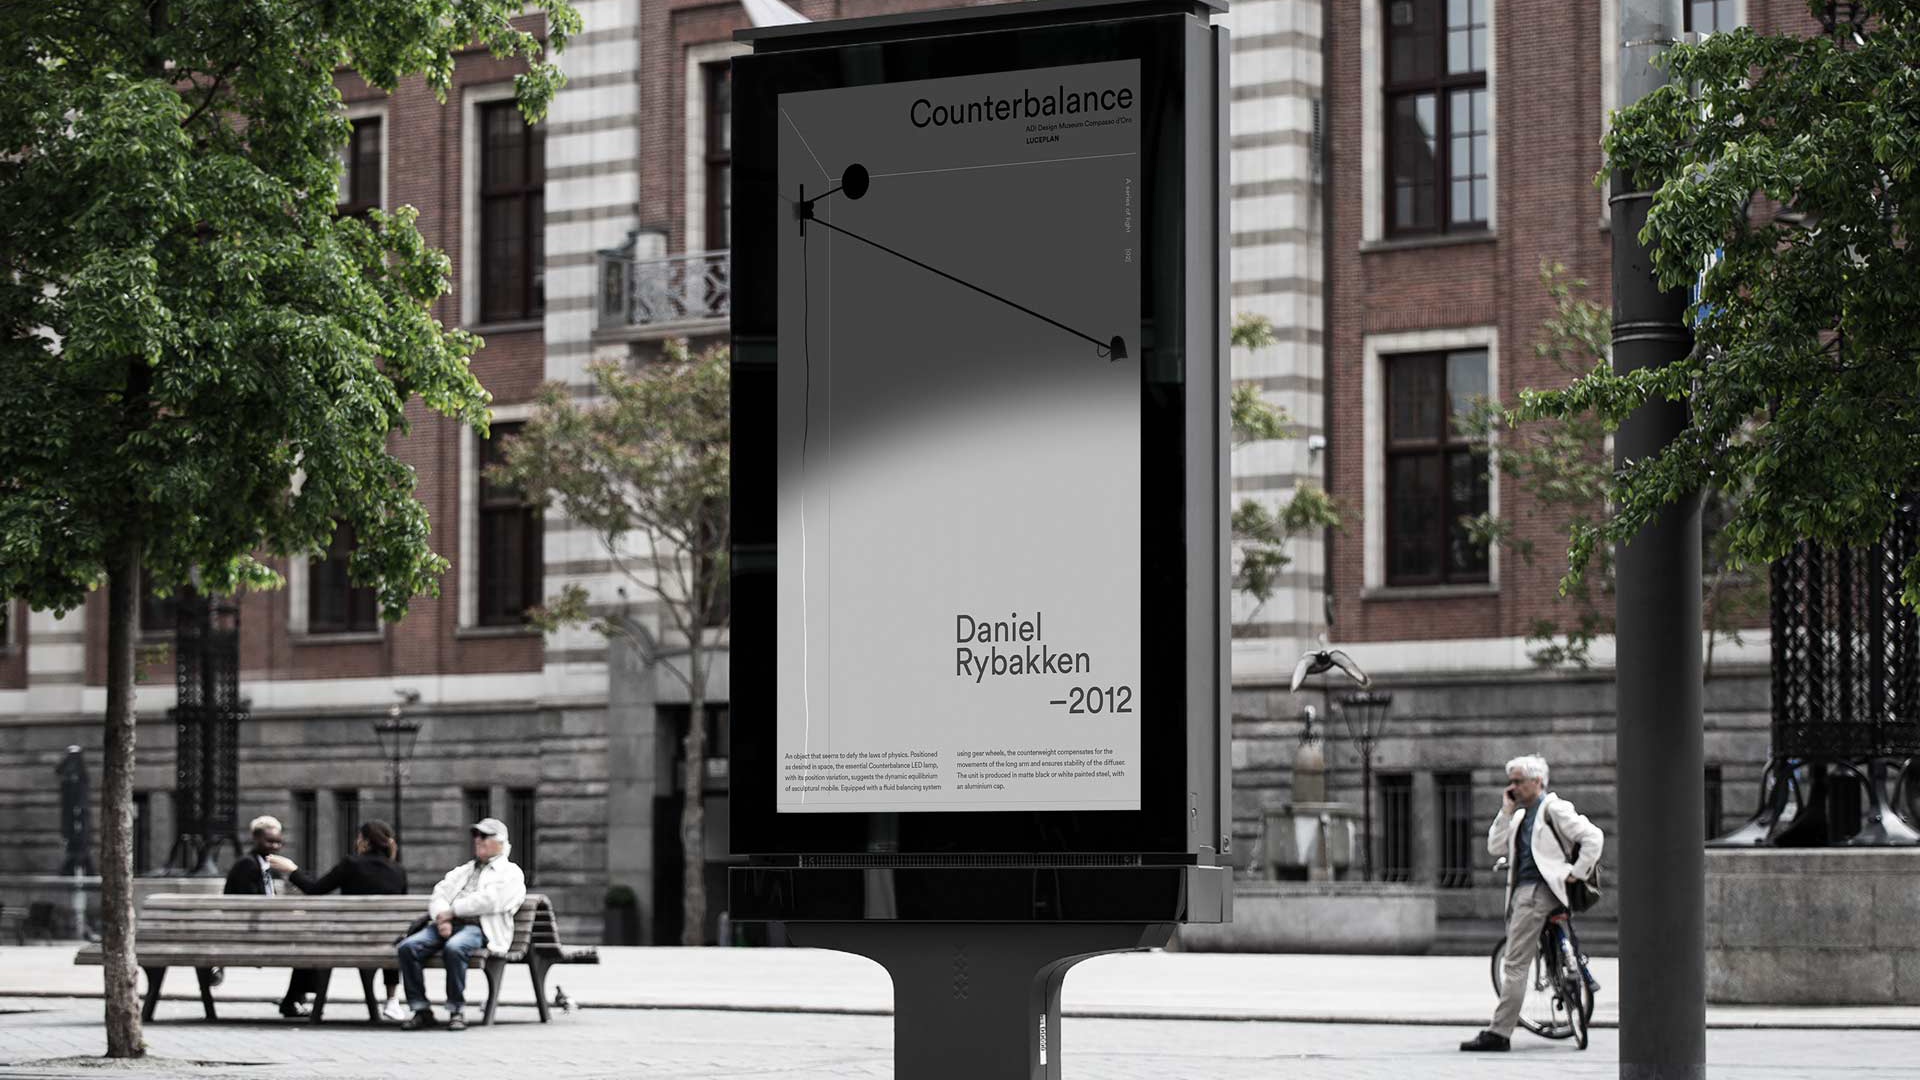 Counterbalance
ADI Design Museum Compasso d'Oro
LUCEPLAN
A series of light
Daniel
Rybakken
–2012
An object that seems to defy the laws of physics. Positioned
as desired in space, the essential Counterbalance LED lamp,
with its position variation, suggests the dynamic equilibrium
of a sculptural mobile. Equipped with a fluid balancing system
using gear wheels, the counterweight compensates for the
movements of the long arm and ensures stability of the diffuser.
The unit is produced in matte black or white painted steel, with
an aluminium cap.